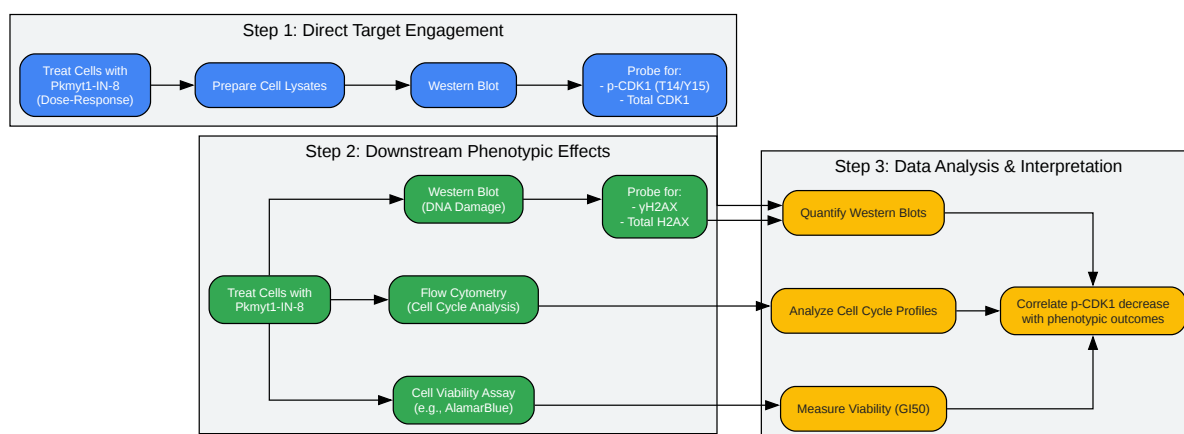 Step 1: Direct Target Engagement
Treat Cells with
Pkmyt1-IN-8
(Dose-Response)
Prepare Cell Lysates
Western Blot
Probe for:
- p-CDK1 (T14/Y15)
- Total CDK1
Step 2: Downstream Phenotypic Effects
Treat Cells with
Pkmyt1-IN-8
Western Blot
(DNA Damage)
Probe for:
- γH2AX
- Total H2AX
Flow Cytometry
(Cell Cycle Analysis)
Cell Viability Assay
(e.g., AlamarBlue)
Step 3: Data Analysis & Interpretation
Quantify Western Blots
Analyze Cell Cycle Profiles
Measure Viability (GI50)
Correlate p-CDK1 decrease
with phenotypic outcomes